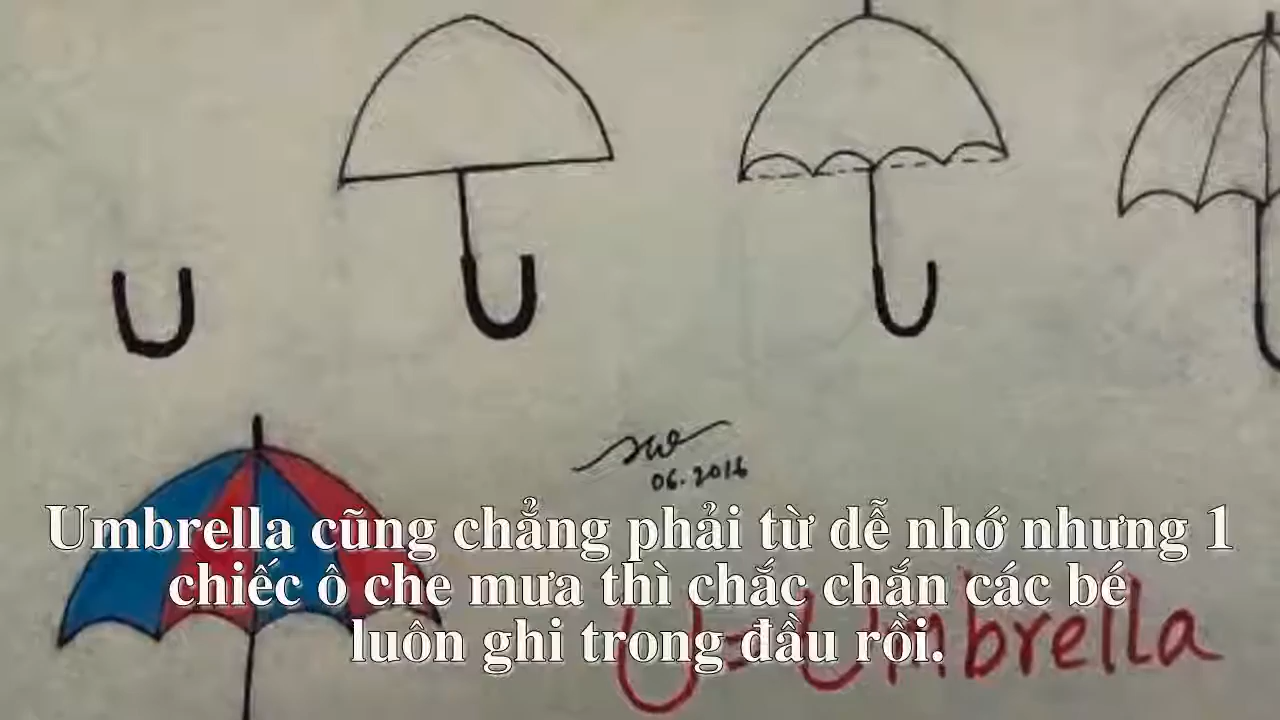 U
06.2016
Umbrella cũng chẳng phải từ dễ nhớ nhưng 1
chiếc ô che mưa thì chắc chắn các bé
luôn ghi trong đầu rồi.
U = Umbrella